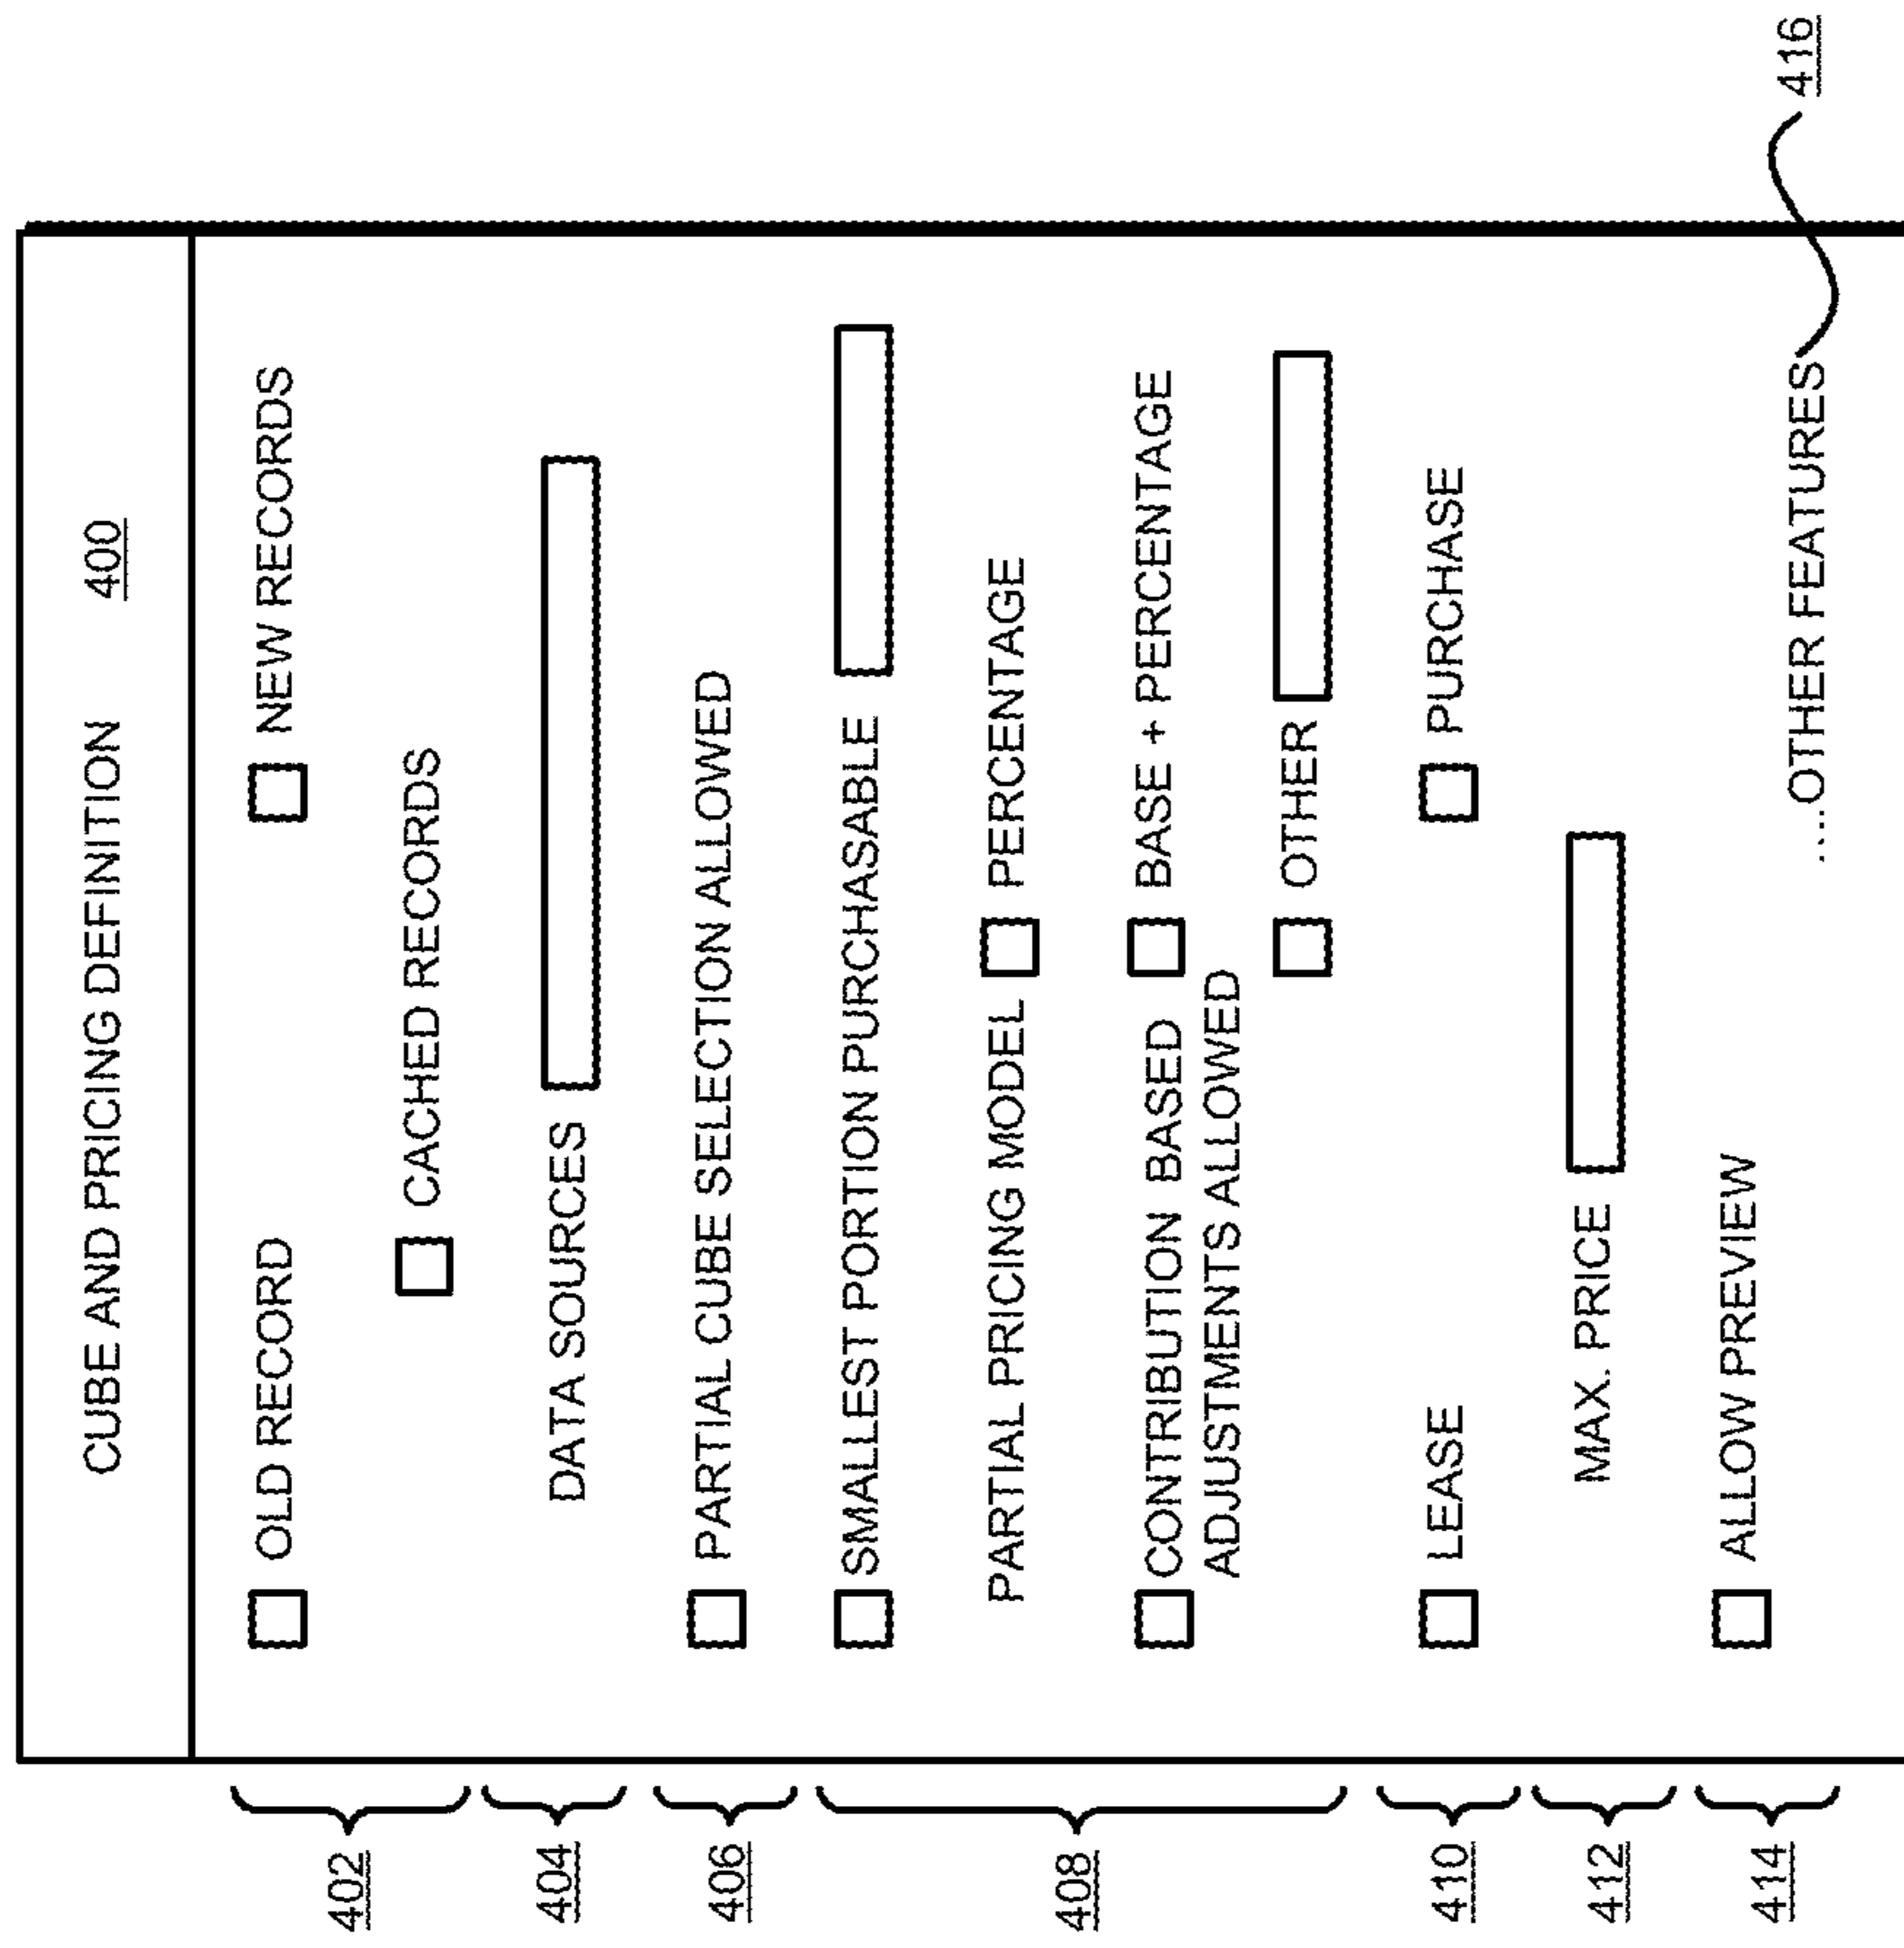 CUBE AND PRICING DEFINITION 400
402 OLD RECORD NEW RECORDS
CACHED RECORDS
404 DATA SOURCES
406 PARTIAL CUBE SELECTION ALLOWED
408 SMALLEST PORTION PURCHASABLE
PARTIAL PRICING MODEL PERCENTAGE
CONTRIBUTION BASED BASE + PERCENTAGE
ADJUSTMENTS ALLOWED
OTHER
410 LEASE PURCHASE
412 MAX. PRICE
414 ALLOW PREVIEW
....OTHER FEATURES 416